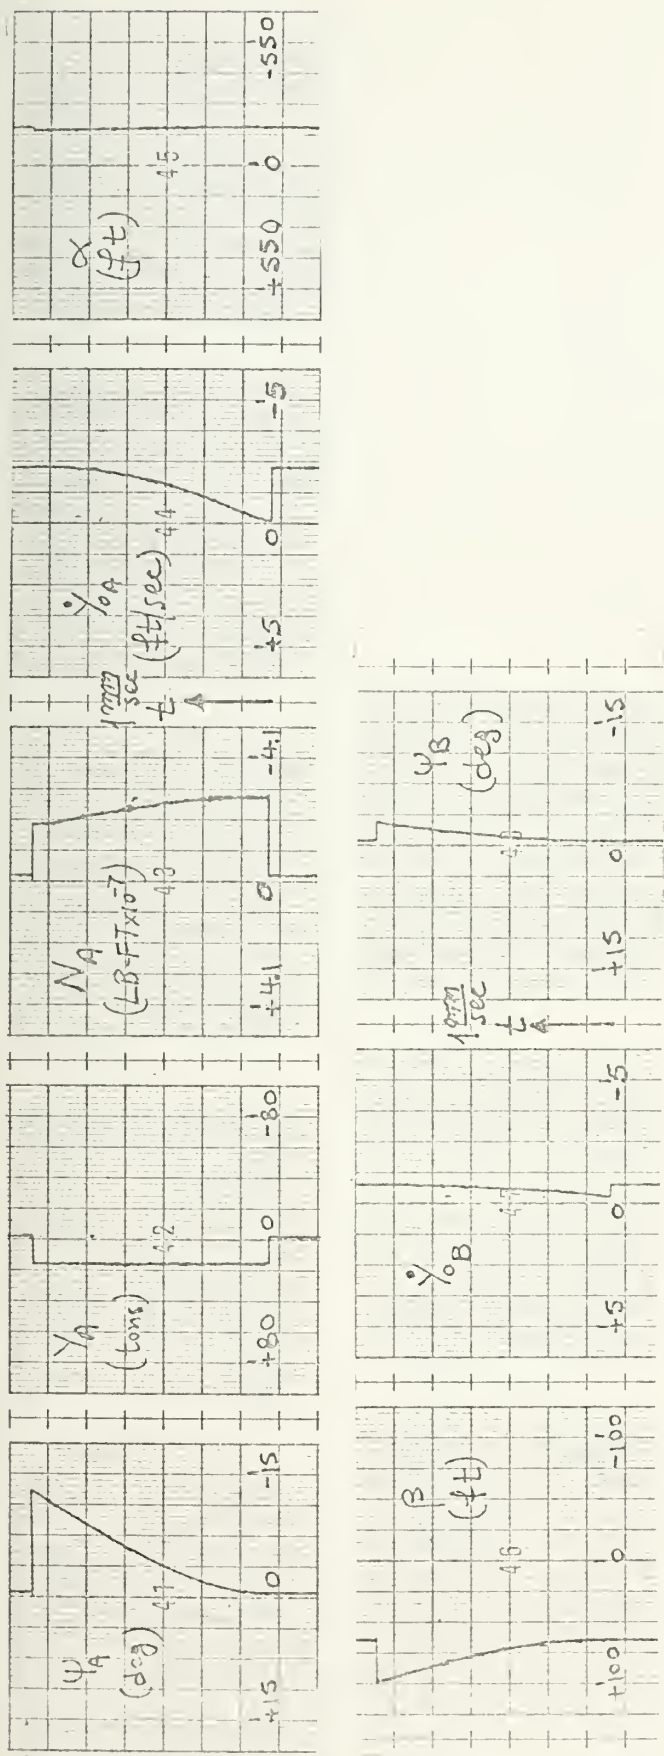 α
(ft)
45
+550 0 -550
ẏoA
(ft/sec)
44
+5 0 -5
1 mm
sec
t
NA
(LB-FT×10⁻⁷)
43
+4.1 0 -4.1
YA
(tons)
42
+80 0 -80
ψA
(deg)
41
+15 0 -15
ψB
(deg)
+15 0 -15
1 mm
sec
t
ẏoB
47
+5 0 -5
β
(ft)
46
+100 0 -100